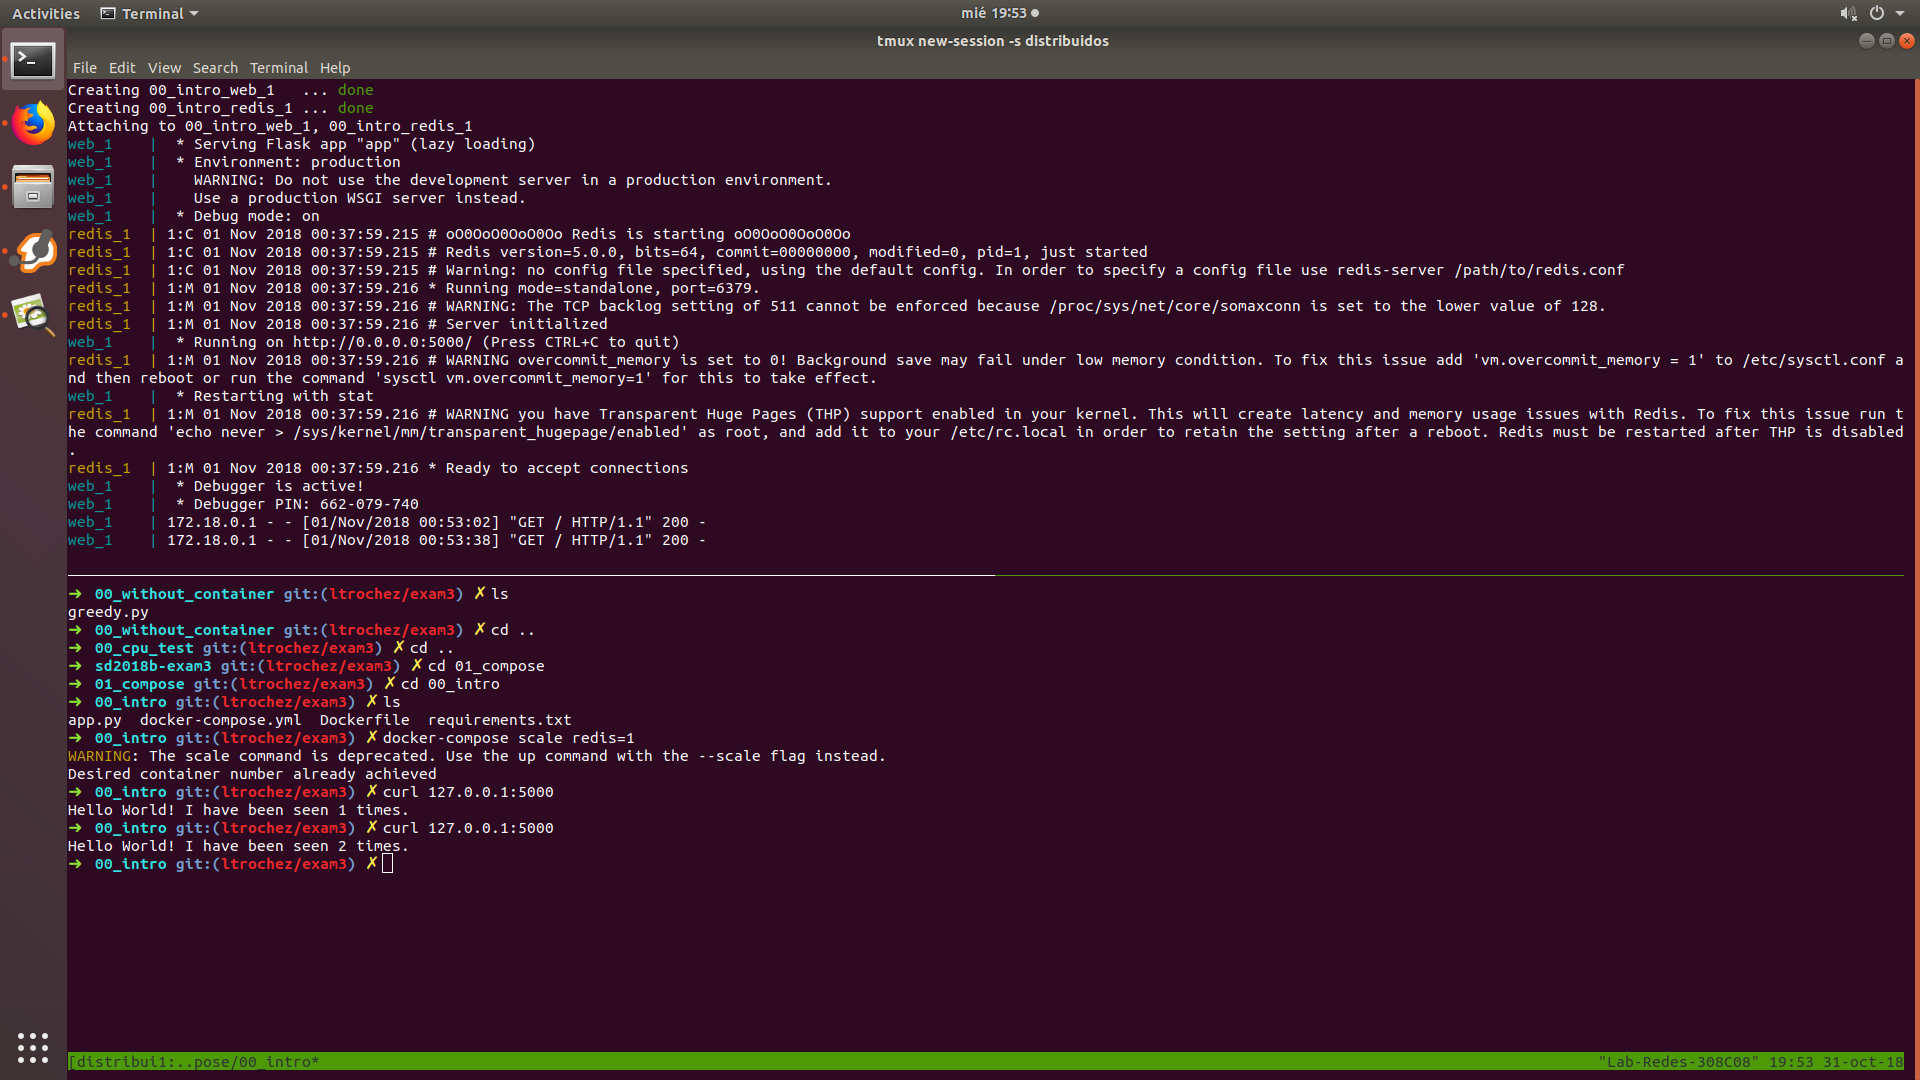 Activities Terminal mié 19:53
tmux new-session -s distribuidos
File Edit View Search Terminal Help
Creating 00_intro_web_1   ... done
Creating 00_intro_redis_1 ... done
Attaching to 00_intro_web_1, 00_intro_redis_1
web_1    |  * Serving Flask app "app" (lazy loading)
web_1    |  * Environment: production
web_1    |    WARNING: Do not use the development server in a production environment.
web_1    |    Use a production WSGI server instead.
web_1    |  * Debug mode: on
redis_1  | 1:C 01 Nov 2018 00:37:59.215 # oO0OoO0OoO0Oo Redis is starting oO0OoO0OoO0Oo
redis_1  | 1:C 01 Nov 2018 00:37:59.215 # Redis version=5.0.0, bits=64, commit=00000000, modified=0, pid=1, just started
redis_1  | 1:C 01 Nov 2018 00:37:59.215 # Warning: no config file specified, using the default config. In order to specify a config file use redis-server /path/to/redis.conf
redis_1  | 1:M 01 Nov 2018 00:37:59.216 * Running mode=standalone, port=6379.
redis_1  | 1:M 01 Nov 2018 00:37:59.216 # WARNING: The TCP backlog setting of 511 cannot be enforced because /proc/sys/net/core/somaxconn is set to the lower value of 128.
redis_1  | 1:M 01 Nov 2018 00:37:59.216 # Server initialized
web_1    |  * Running on http://0.0.0.0:5000/ (Press CTRL+C to quit)
redis_1  | 1:M 01 Nov 2018 00:37:59.216 # WARNING overcommit_memory is set to 0! Background save may fail under low memory condition. To fix this issue add 'vm.overcommit_memory = 1' to /etc/sysctl.conf a
nd then reboot or run the command 'sysctl vm.overcommit_memory=1' for this to take effect.
web_1    |  * Restarting with stat
redis_1  | 1:M 01 Nov 2018 00:37:59.216 # WARNING you have Transparent Huge Pages (THP) support enabled in your kernel. This will create latency and memory usage issues with Redis. To fix this issue run t
he command 'echo never > /sys/kernel/mm/transparent_hugepage/enabled' as root, and add it to your /etc/rc.local in order to retain the setting after a reboot. Redis must be restarted after THP is disabled
.
redis_1  | 1:M 01 Nov 2018 00:37:59.216 * Ready to accept connections
web_1    |  * Debugger is active!
web_1    |  * Debugger PIN: 662-079-740
web_1    | 172.18.0.1 - - [01/Nov/2018 00:53:02] "GET / HTTP/1.1" 200 -
web_1    | 172.18.0.1 - - [01/Nov/2018 00:53:38] "GET / HTTP/1.1" 200 -
➜  00_without_container git:(ltrochez/exam3) ✗ ls
greedy.py
➜  00_without_container git:(ltrochez/exam3) ✗ cd ..
➜  00_cpu_test git:(ltrochez/exam3) ✗ cd ..
➜  sd2018b-exam3 git:(ltrochez/exam3) ✗ cd 01_compose
➜  01_compose git:(ltrochez/exam3) ✗ cd 00_intro
➜  00_intro git:(ltrochez/exam3) ✗ ls
app.py  docker-compose.yml  Dockerfile  requirements.txt
➜  00_intro git:(ltrochez/exam3) ✗ docker-compose scale redis=1
WARNING: The scale command is deprecated. Use the up command with the --scale flag instead.
Desired container number already achieved
➜  00_intro git:(ltrochez/exam3) ✗ curl 127.0.0.1:5000
Hello World! I have been seen 1 times.
➜  00_intro git:(ltrochez/exam3) ✗ curl 127.0.0.1:5000
Hello World! I have been seen 2 times.
➜  00_intro git:(ltrochez/exam3) ✗
[distribui1:..pose/00_intro* "Lab-Redes-308C08" 19:53 31-oct-18